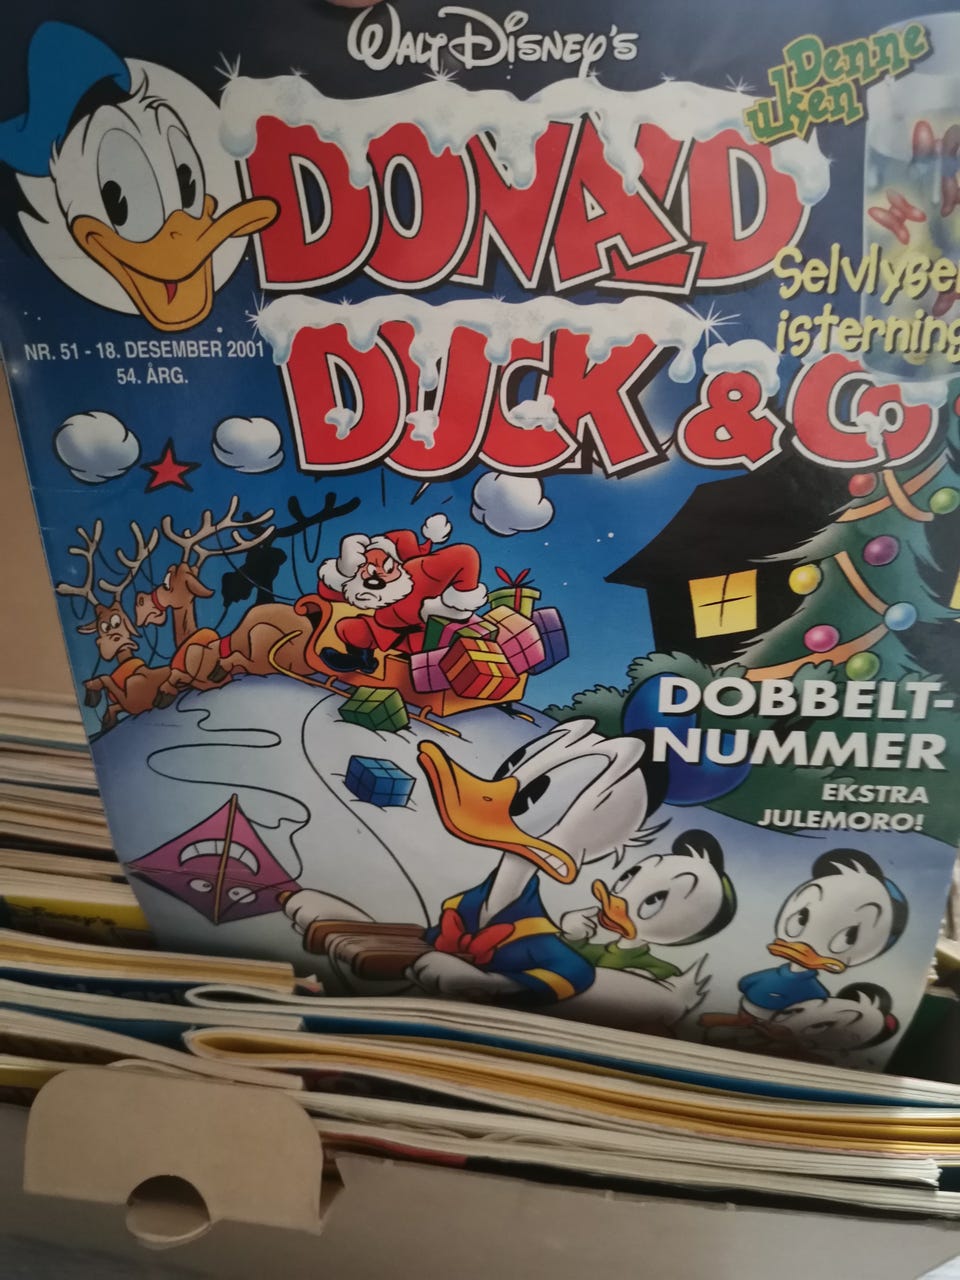 WALT DISNEY'S
Denne
uken
DONALD
DUCK & Co
Selvlyse
isterning
NR. 51 - 18. DESEMBER 2001
54. ÅRG.
DOBBELT-
NUMMER
EKSTRA
JULEMORO!